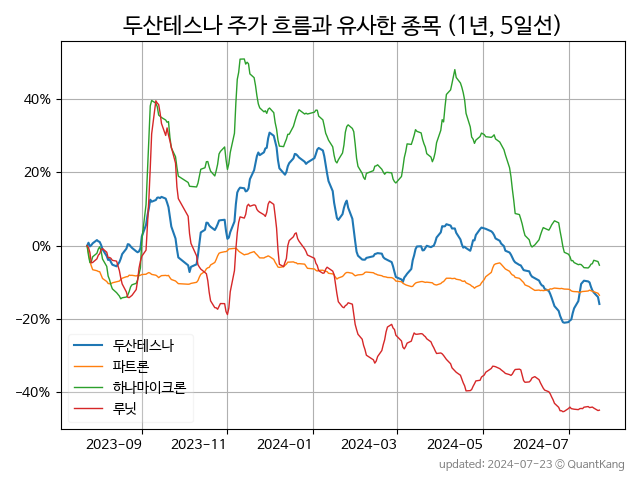 두산테스나 주가 흐름과 유사한 종목 (1년, 5일선)
40%
20%
0%
−20%
−40%
두산테스나
파트론
하나마이크론
루닛
2023-09
2023-11
2024-01
2024-03
2024-05
2024-07
updated: 2024-07-23 © QuantKang